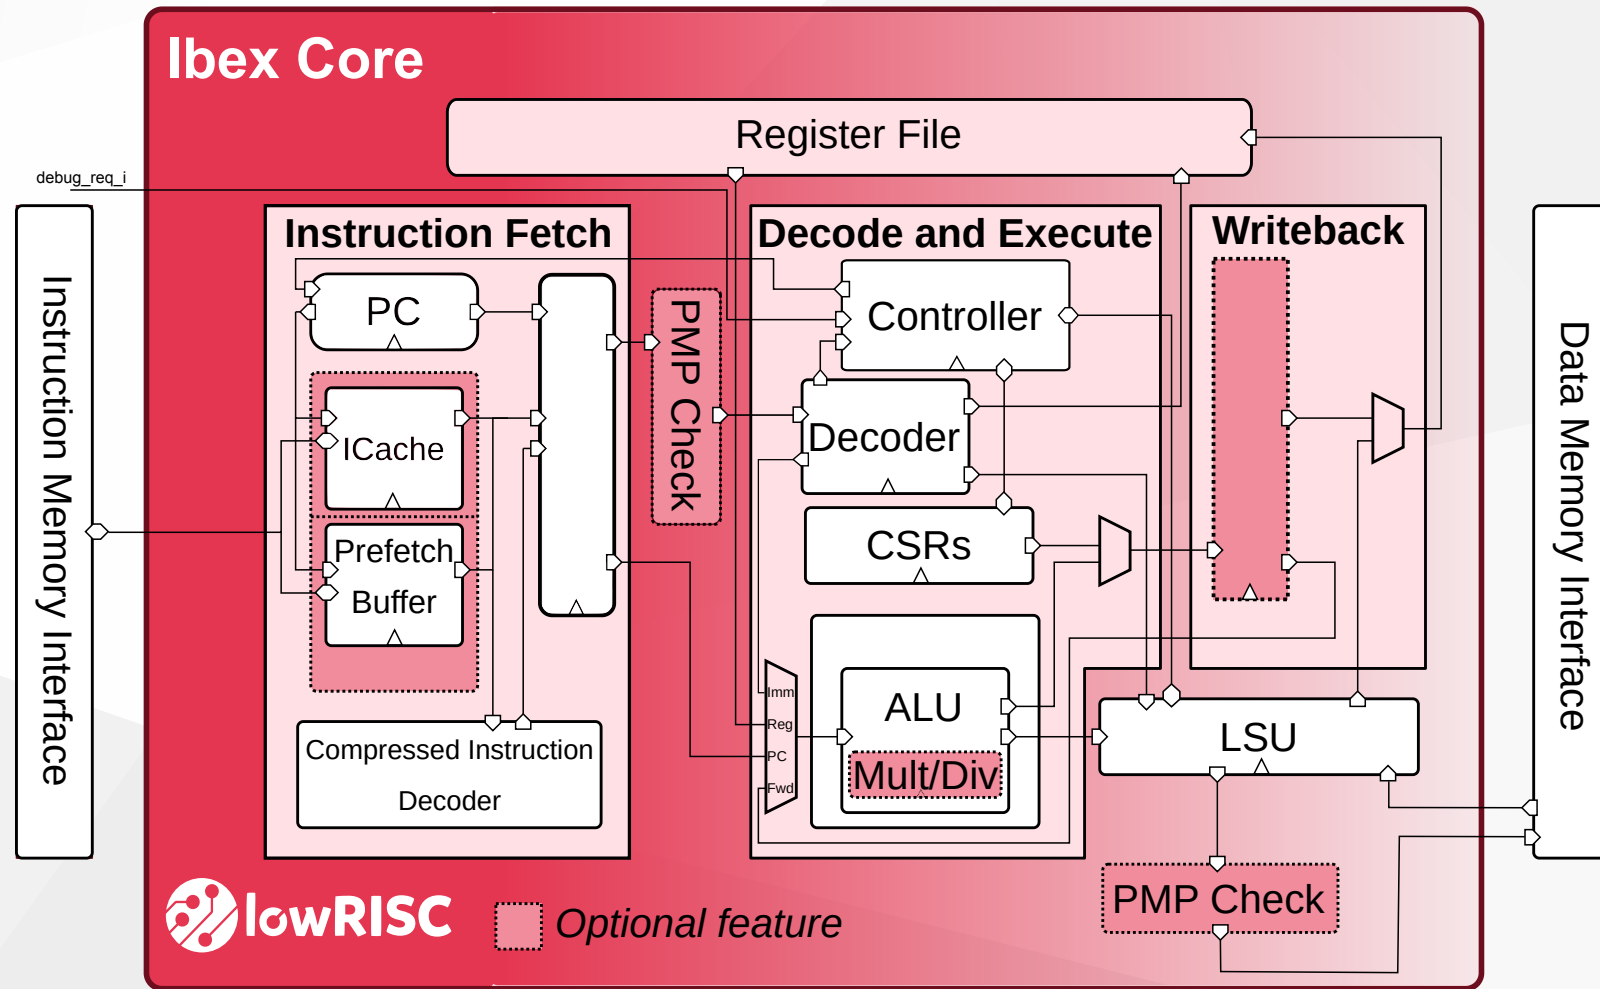 Ibex Core
Register File
debug_req_i
Instruction Memory Interface
Instruction Fetch
PC
ICache
Prefetch
Buffer
Compressed Instruction
Decoder
PMP Check
Decode and Execute
Controller
Decoder
CSRs
Imm
Reg
PC
Fwd
ALU
Mult/Div
Writeback
LSU
PMP Check
Data Memory Interface
lowRISC
Optional feature